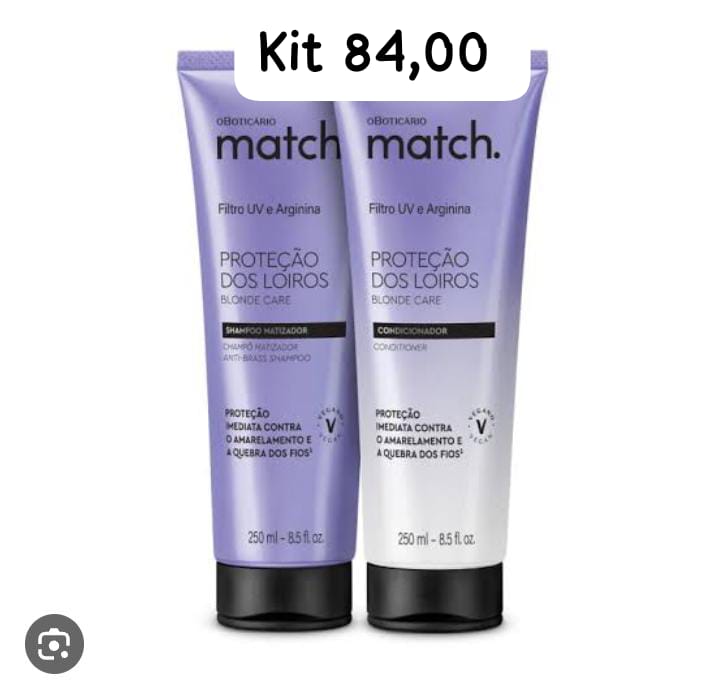 Kit 84,00
oBOTICÁRIO
match
Filtro UV e Arginina
PROTEÇÃO
DOS LOIROS
BLONDE CARE
SHAMPOO MATIZADOR
CHAMPÔ MATIZADOR
ANTI-BRASS SHAMPOO
PROTEÇÃO
IMEDIATA CONTRA
O AMARELAMENTO E
A QUEBRA DOS FIOS¹
VEGANO
V
VEGAN
250 ml – 8.5 fl. oz.
oBOTICÁRIO
match.
Filtro UV e Arginina
PROTEÇÃO
DOS LOIROS
BLONDE CARE
CONDICIONADOR
CONDITIONER
PROTEÇÃO
IMEDIATA CONTRA
O AMARELAMENTO E
A QUEBRA DOS FIOS¹
VEGANO
V
VEGAN
250 ml – 8.5 fl. oz.